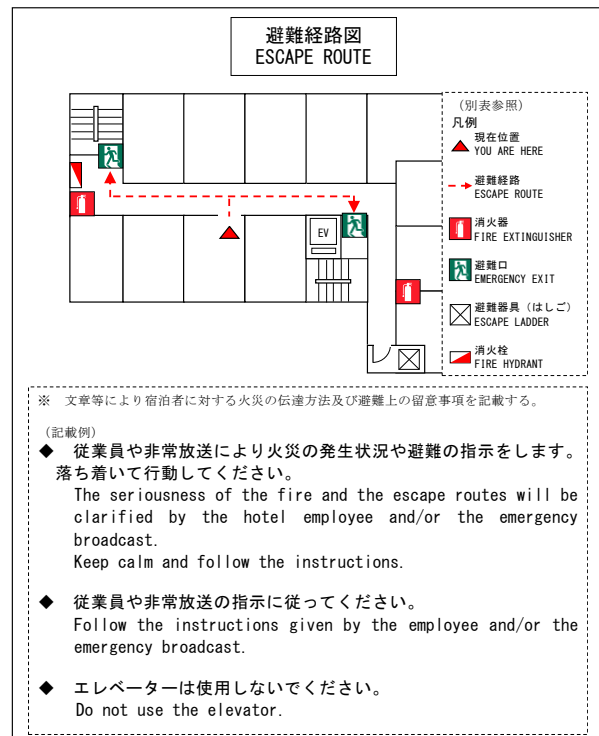 避難経路図
ESCAPE ROUTE
EV
(別表参照)
凡例
現在位置
YOU ARE HERE
避難経路
ESCAPE ROUTE
消火器
FIRE EXTINGUISHER
避難口
EMERGENCY EXIT
避難器具（はしご）
ESCAPE LADDER
消火栓
FIRE HYDRANT
※ 文章等により宿泊者に対する火災の伝達方法及び避難上の留意事項を記載する。
(記載例)
◆ 従業員や非常放送により火災の発生状況や避難の指示をします。
落ち着いて行動してください。
The seriousness of the fire and the escape routes will be
clarified by the hotel employee and/or the emergency
broadcast.
Keep calm and follow the instructions.
◆ 従業員や非常放送の指示に従ってください。
Follow the instructions given by the employee and/or the
emergency broadcast.
◆ エレベーターは使用しないでください。
Do not use the elevator.